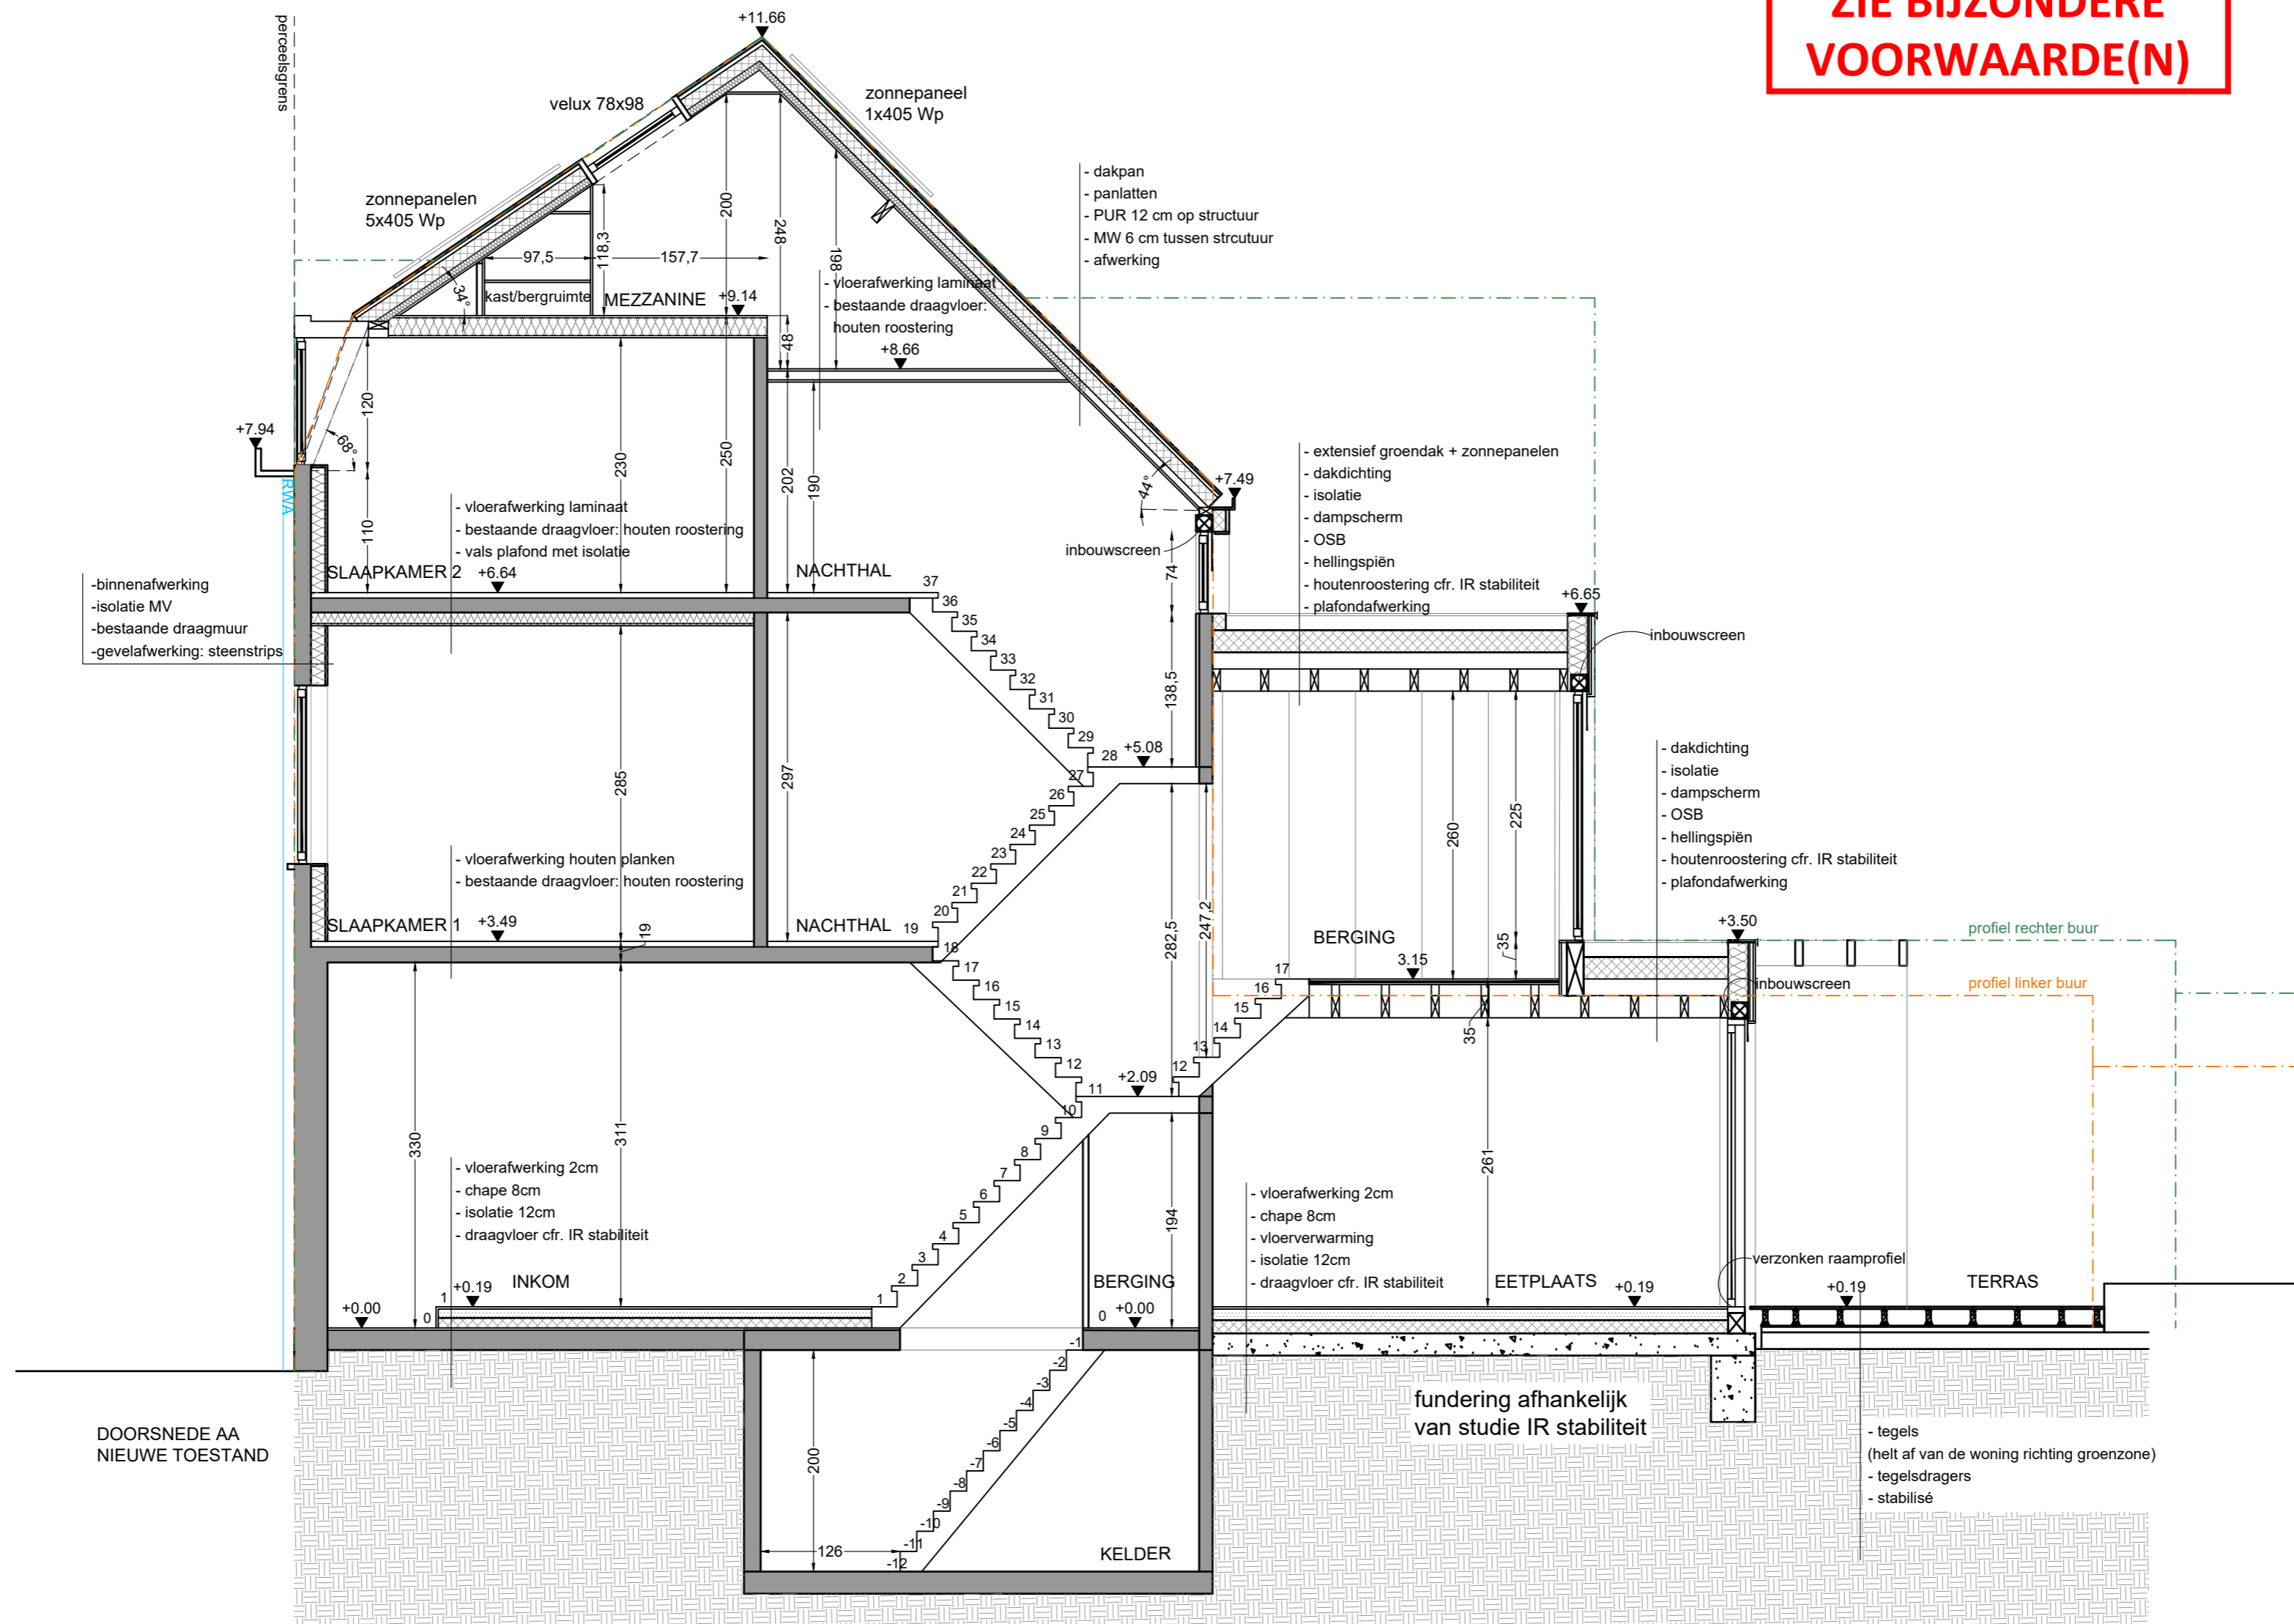 ZIE BIJZONDERE
VOORWAARDE(N)
perceelsgrens
+11.66
velux 78x98
zonnepaneel
1x405 Wp
zonnepanelen
5x405 Wp
- dakpan
- panlatten
- PUR 12 cm op structuur
- MW 6 cm tussen strcutuur
- afwerking
200
248
198
118,3
97,5
157,7
34°
kast/bergruimte
MEZZANINE
+9.14
- vloerafwerking laminaat
- bestaande draagvloer:
houten roostering
48
+8.66
+7.94
68°
RWA
120
110
230
250
202
190
44°
+7.49
inbouwscreen
74
- extensief groendak + zonnepanelen
- dakdichting
- isolatie
- dampscherm
- OSB
- hellingspiën
- houtenroostering cfr. IR stabiliteit
- plafondafwerking
+6.65
inbouwscreen
- vloerafwerking laminaat
- bestaande draagvloer: houten roostering
- vals plafond met isolatie
SLAAPKAMER 2
+6.64
NACHTHAL
-binnenafwerking
-isolatie MV
-bestaande draagmuur
-gevelafwerking: steenstrips
37
36
35
34
33
32
31
30
29
28
27
26
25
24
23
22
21
20
19
18
17
16
15
14
13
12
11
10
9
8
7
6
5
4
3
2
1
138,5
+5.08
285
297
- vloerafwerking houten planken
- bestaande draagvloer: houten roostering
SLAAPKAMER 1
+3.49
19
NACHTHAL
282,5
247,2
260
225
35
BERGING
3.15
17
16
15
14
13
12
35
- dakdichting
- isolatie
- dampscherm
- OSB
- hellingspiën
- houtenroostering cfr. IR stabiliteit
- plafondafwerking
+3.50
profiel rechter buur
profiel linker buur
inbouwscreen
+2.09
330
311
194
261
- vloerafwerking 2cm
- chape 8cm
- isolatie 12cm
- draagvloer cfr. IR stabiliteit
INKOM
+0.19
1
0
+0.00
BERGING
0
+0.00
- vloerafwerking 2cm
- chape 8cm
- vloerverwarming
- isolatie 12cm
- draagvloer cfr. IR stabiliteit
EETPLAATS
+0.19
verzonken raamprofiel
+0.19
TERRAS
-1
-2
-3
-4
-5
-6
-7
-8
-9
-10
-11
-12
200
126
KELDER
fundering afhankelijk
van studie IR stabiliteit
- tegels
(helt af van de woning richting groenzone)
- tegelsdragers
- stabilisé
DOORSNEDE AA
NIEUWE TOESTAND